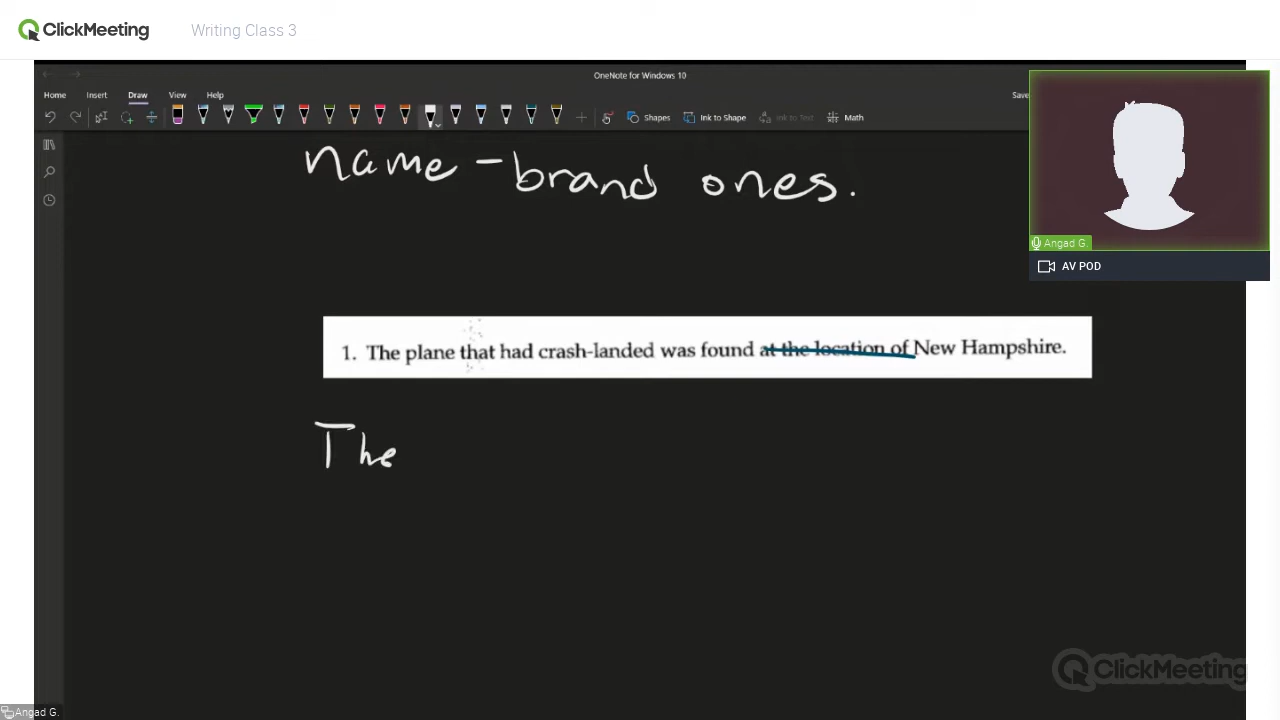 ClickMeeting Writing Class 3
OneNote for Windows 10
Home Insert Draw View Help
Save
Shapes Ink to Shape Ink to Text Math
name-brand ones.
Angad G.
AV POD
1. The plane that had crash-landed was found at the location of New Hampshire.
The
ClickMeeting
Angad G.